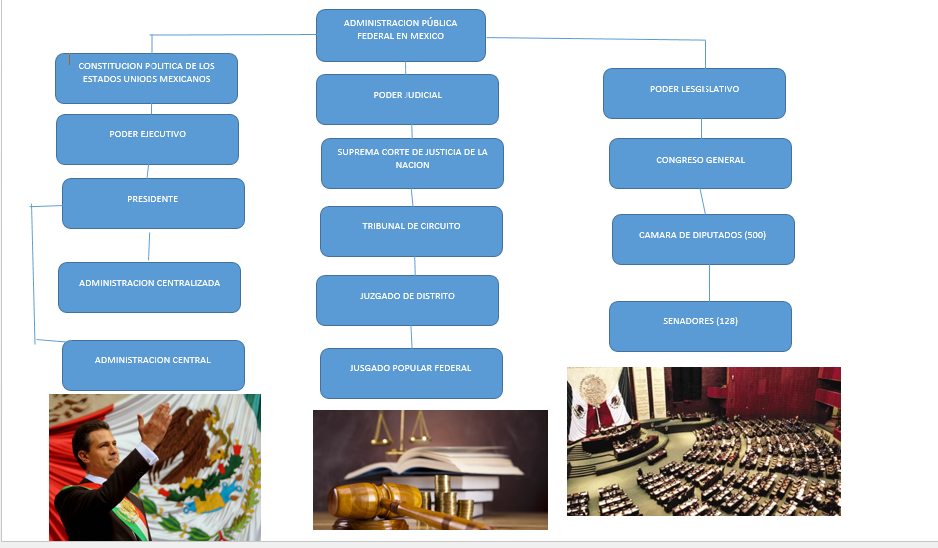 ADMINISTRACION PÚBLICA
FEDERAL EN MEXICO
CONSTITUCION POLITICA DE LOS
ESTADOS UNIODS MEXICANOS
PODER EJECUTIVO
PRESIDENTE
ADMINISTRACION CENTRALIZADA
ADMINISTRACION CENTRAL
PODER JUDICIAL
SUPREMA CORTE DE JUSTICIA DE LA
NACION
TRIBUNAL DE CIRCUITO
JUZGADO DE DISTRITO
JUSGADO POPULAR FEDERAL
PODER LESGISLATIVO
CONGRESO GENERAL
CAMARA DE DIPUTADOS (500)
SENADORES (128)